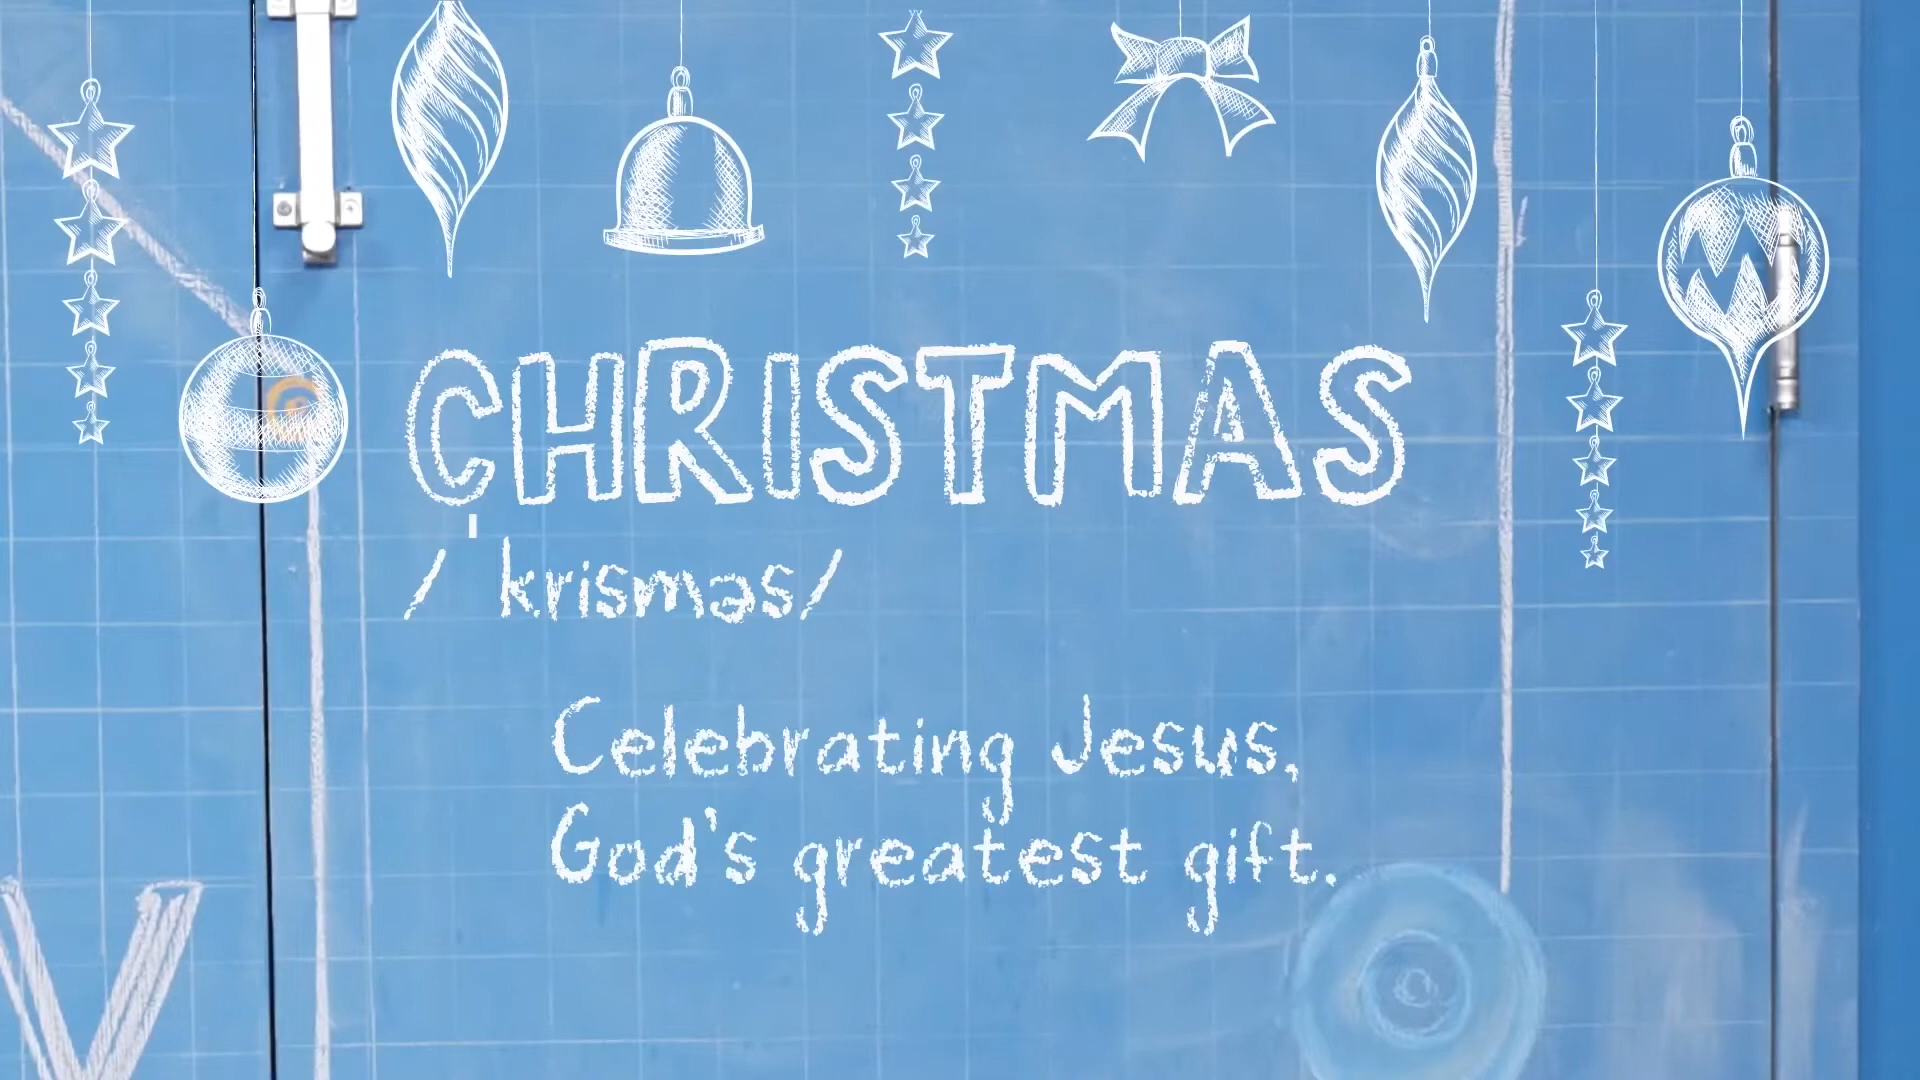 CHRISTMAS
/ˈkrisməs/
Celebrating Jesus,
God's greatest gift.
V